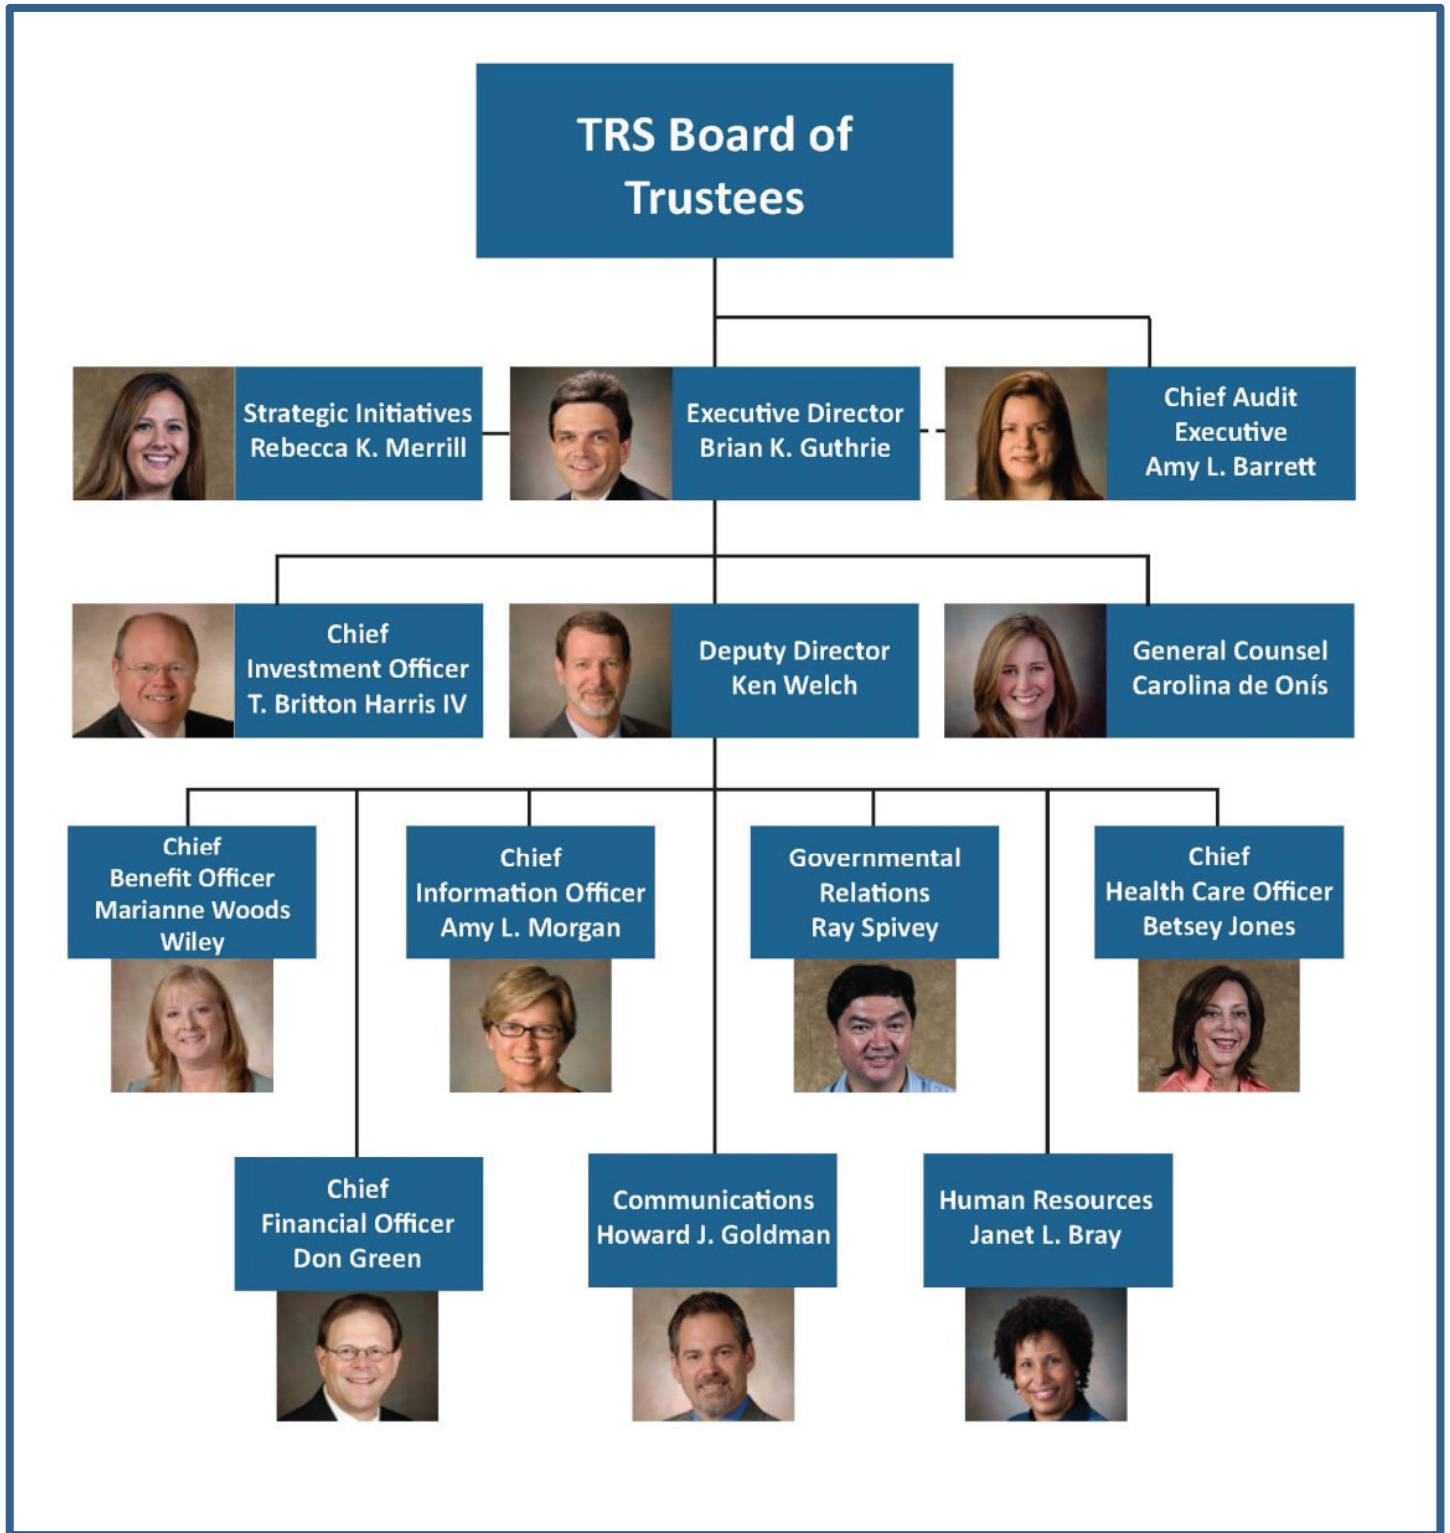 TRS Board of
Trustees
Strategic Initiatives
Rebecca K. Merrill
Executive Director
Brian K. Guthrie
Chief Audit
Executive
Amy L. Barrett
Chief
Investment Officer
T. Britton Harris IV
Deputy Director
Ken Welch
General Counsel
Carolina de Onís
Chief
Benefit Officer
Marianne Woods
Wiley
Chief
Information Officer
Amy L. Morgan
Governmental
Relations
Ray Spivey
Chief
Health Care Officer
Betsey Jones
Chief
Financial Officer
Don Green
Communications
Howard J. Goldman
Human Resources
Janet L. Bray